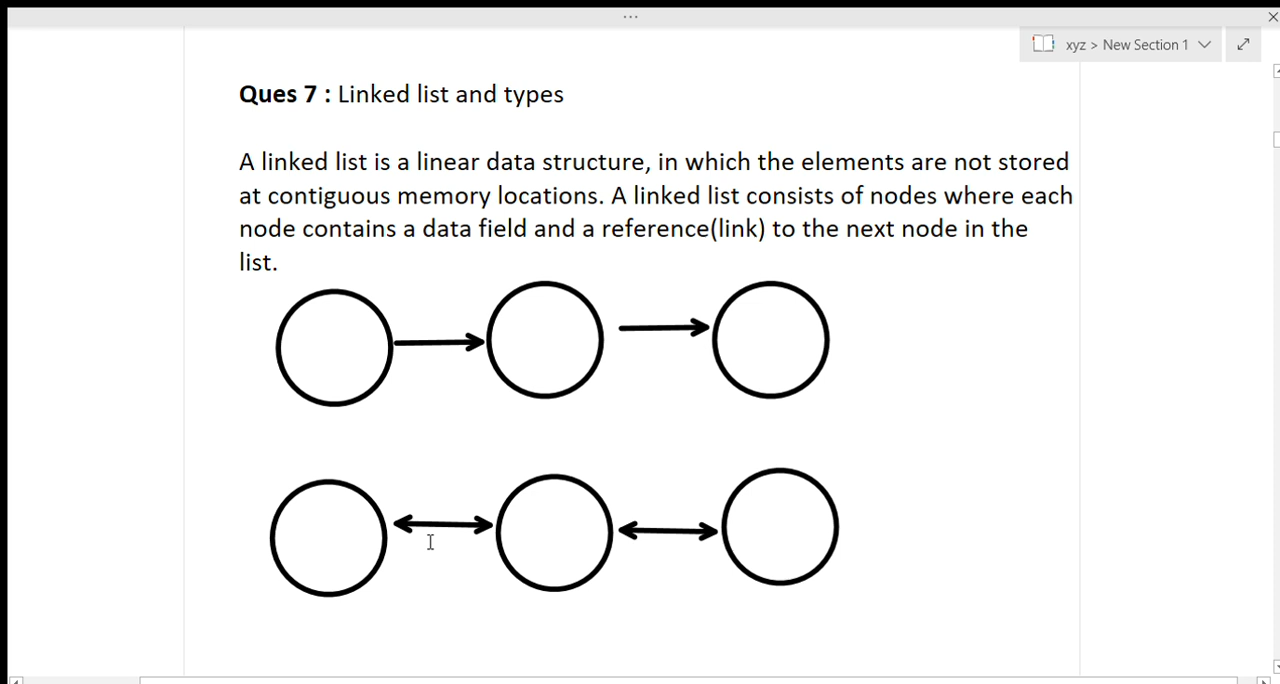 ...
xyz > New Section 1
Ques 7 : Linked list and types
A linked list is a linear data structure, in which the elements are not stored
at contiguous memory locations. A linked list consists of nodes where each
node contains a data field and a reference(link) to the next node in the
list.